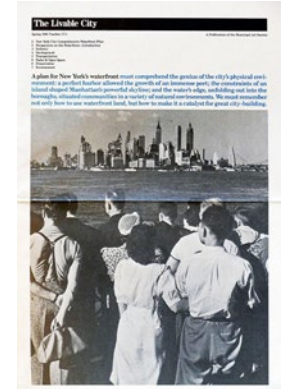 The Livable City
A Publication of the Municipal Art Society
A plan for New York's waterfront must comprehend the genius of the city's physical envi-
ronment: a perfect harbor allowed the growth of an immense port; the constraints of an
island shaped Manhattan's powerful skyline; and the water's edge, unfolding out into the
boroughs, situated communities in a variety of natural environments. We must remember
not only how to use waterfront land, but how to make it a catalyst for great city-building.